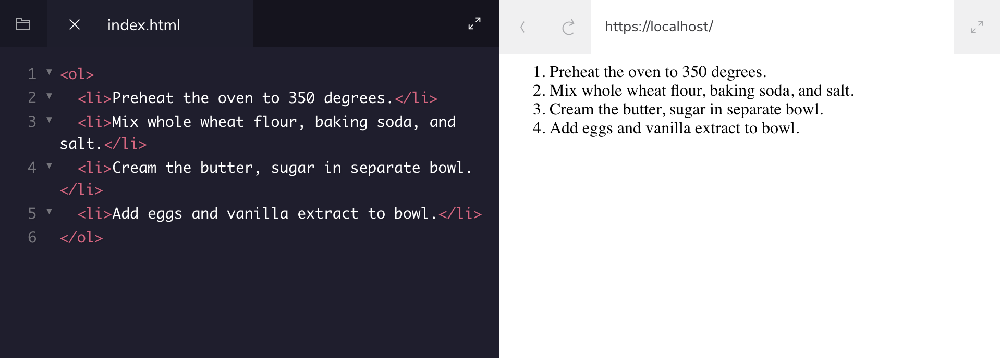 index.html
1 <ol>
2   <li>Preheat the oven to 350 degrees.</li>
3   <li>Mix whole wheat flour, baking soda, and
salt.</li>
4   <li>Cream the butter, sugar in separate bowl.
</li>
5   <li>Add eggs and vanilla extract to bowl.</li>
6 </ol>
https://localhost/
1. Preheat the oven to 350 degrees.
2. Mix whole wheat flour, baking soda, and salt.
3. Cream the butter, sugar in separate bowl.
4. Add eggs and vanilla extract to bowl.